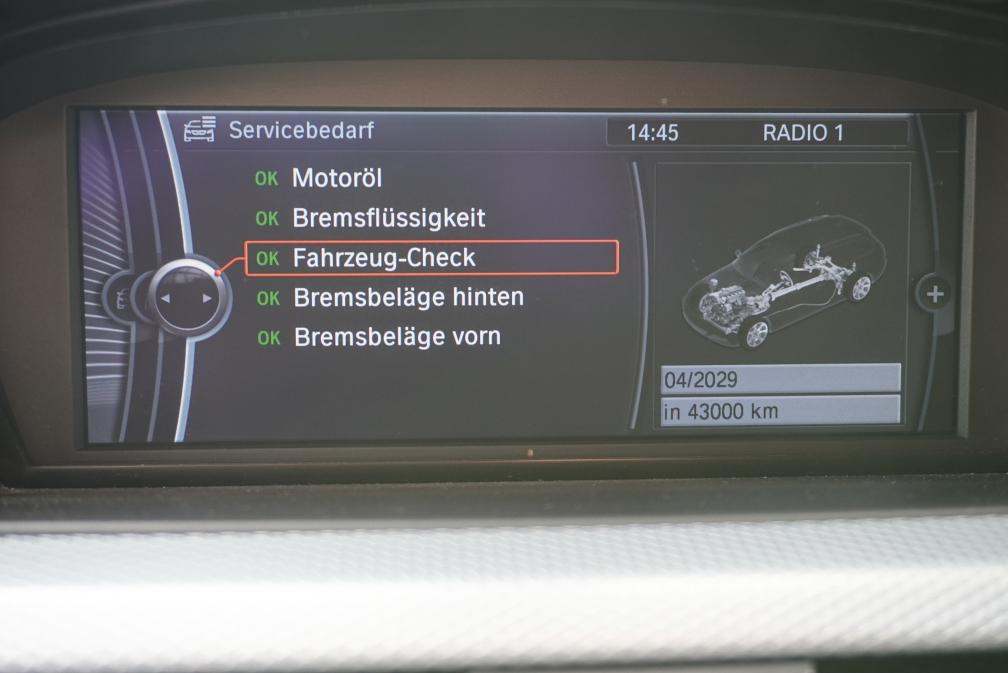 Servicebedarf
14:45 RADIO 1
OK Motoröl
OK Bremsflüssigkeit
OK Fahrzeug-Check
OK Bremsbeläge hinten
OK Bremsbeläge vorn
04/2029
in 43000 km